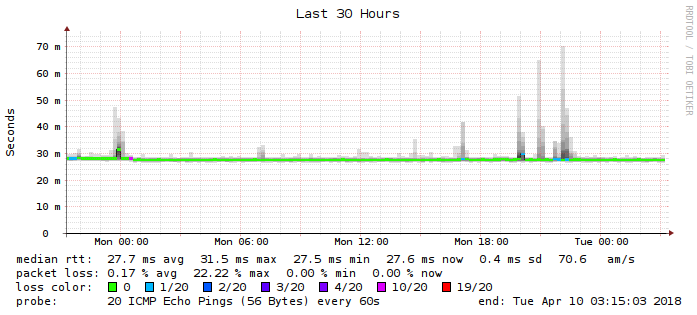 Last 30 Hours
RRDTOOL / TOBI OETIKER
Seconds
70 m
60 m
50 m
40 m
30 m
20 m
10 m
0
Mon 00:00 Mon 06:00 Mon 12:00 Mon 18:00 Tue 00:00
median rtt: 27.7 ms avg 31.5 ms max 27.5 ms min 27.6 ms now 0.4 ms sd 70.6 am/s
packet loss: 0.17 % avg 22.22 % max 0.00 % min 0.00 % now
loss color: 0 1/20 2/20 3/20 4/20 10/20 19/20
probe: 20 ICMP Echo Pings (56 Bytes) every 60s end: Tue Apr 10 03:15:03 2018